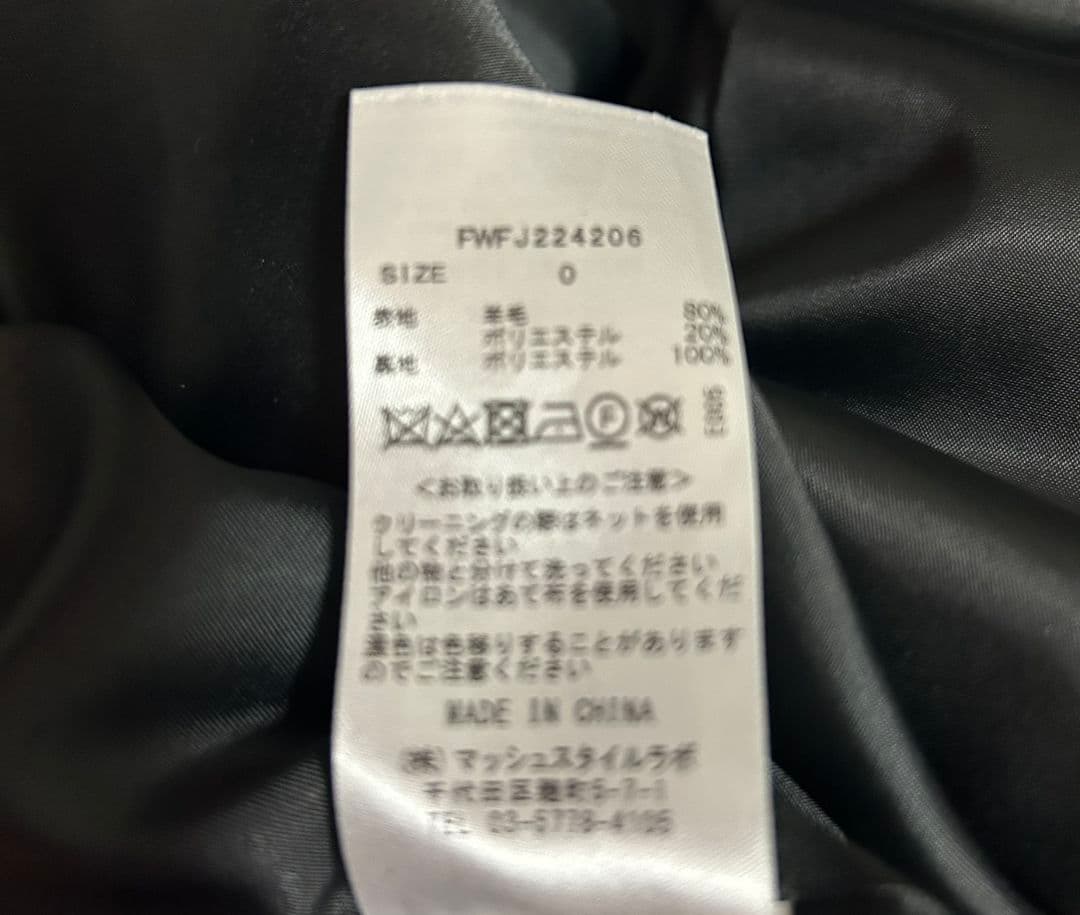 FWFJ224206
SIZE 0
表地 羊毛 80%
ポリエステル 20%
裏地 ポリエステル 100%
F
<お取り扱い上のご注意>
クリーニングの際はネットを使用
してください
他の物と分けて洗ってください
アイロンはあて布を使用してくだ
さい
濃色は色移りすることがあります
のでご注意ください
MADE IN CHINA
(株)マッシュスタイルラボ
千代田区麹町5-7-1
TEL 03-6778-4106